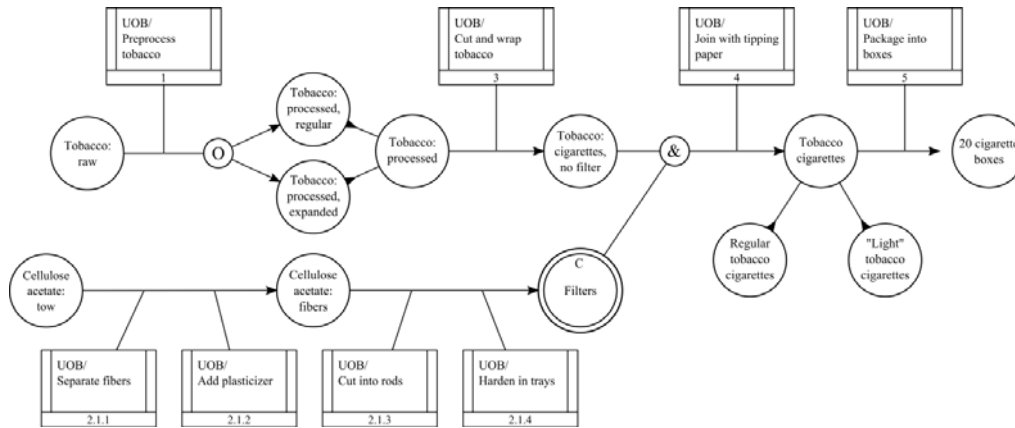 UOB/
Preprocess
tobacco
1
UOB/
Cut and wrap
tobacco
3
UOB/
Join with tipping
paper
4
UOB/
Package into
boxes
5
Tobacco:
raw
O
Tobacco:
processed,
regular
Tobacco:
processed,
expanded
Tobacco:
processed
Tobacco:
cigarettes,
no filter
&
Tobacco
cigarettes
20 cigarette
boxes
Regular
tobacco
cigarettes
"Light"
tobacco
cigarettes
Cellulose
acetate:
tow
Cellulose
acetate:
fibers
C
Filters
UOB/
Separate fibers
2.1.1
UOB/
Add plasticizer
2.1.2
UOB/
Cut into rods
2.1.3
UOB/
Harden in trays
2.1.4